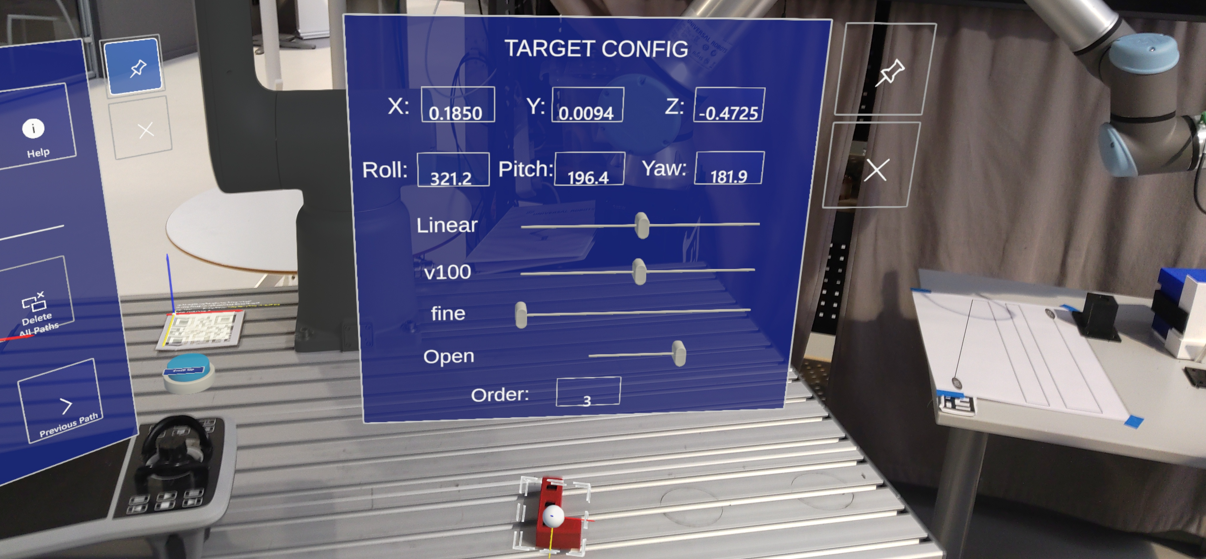 TARGET CONFIG
X: 0.1850 Y: 0.0094 Z: -0.4725
Roll: 321.2 Pitch: 196.4 Yaw: 181.9
Linear
v100
fine
Open
Order: 3
Help
Delete
All Paths
Previous Path